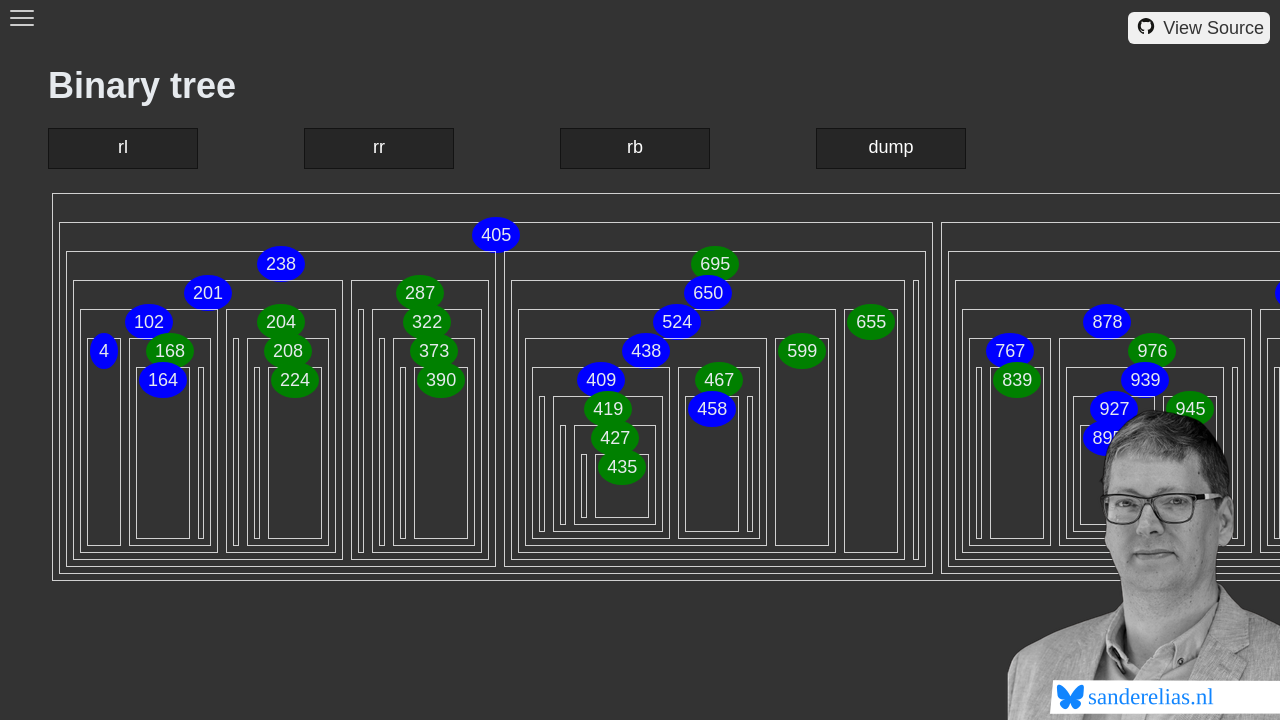 View Source
Binary tree
rl rr rb dump
405
238 695
201 287 650
102 204 322 524 655 878
4 168 208 373 438 599 767 976
164 224 390 409 467 839 939
419 458 927 945
427
435
sanderelias.nl